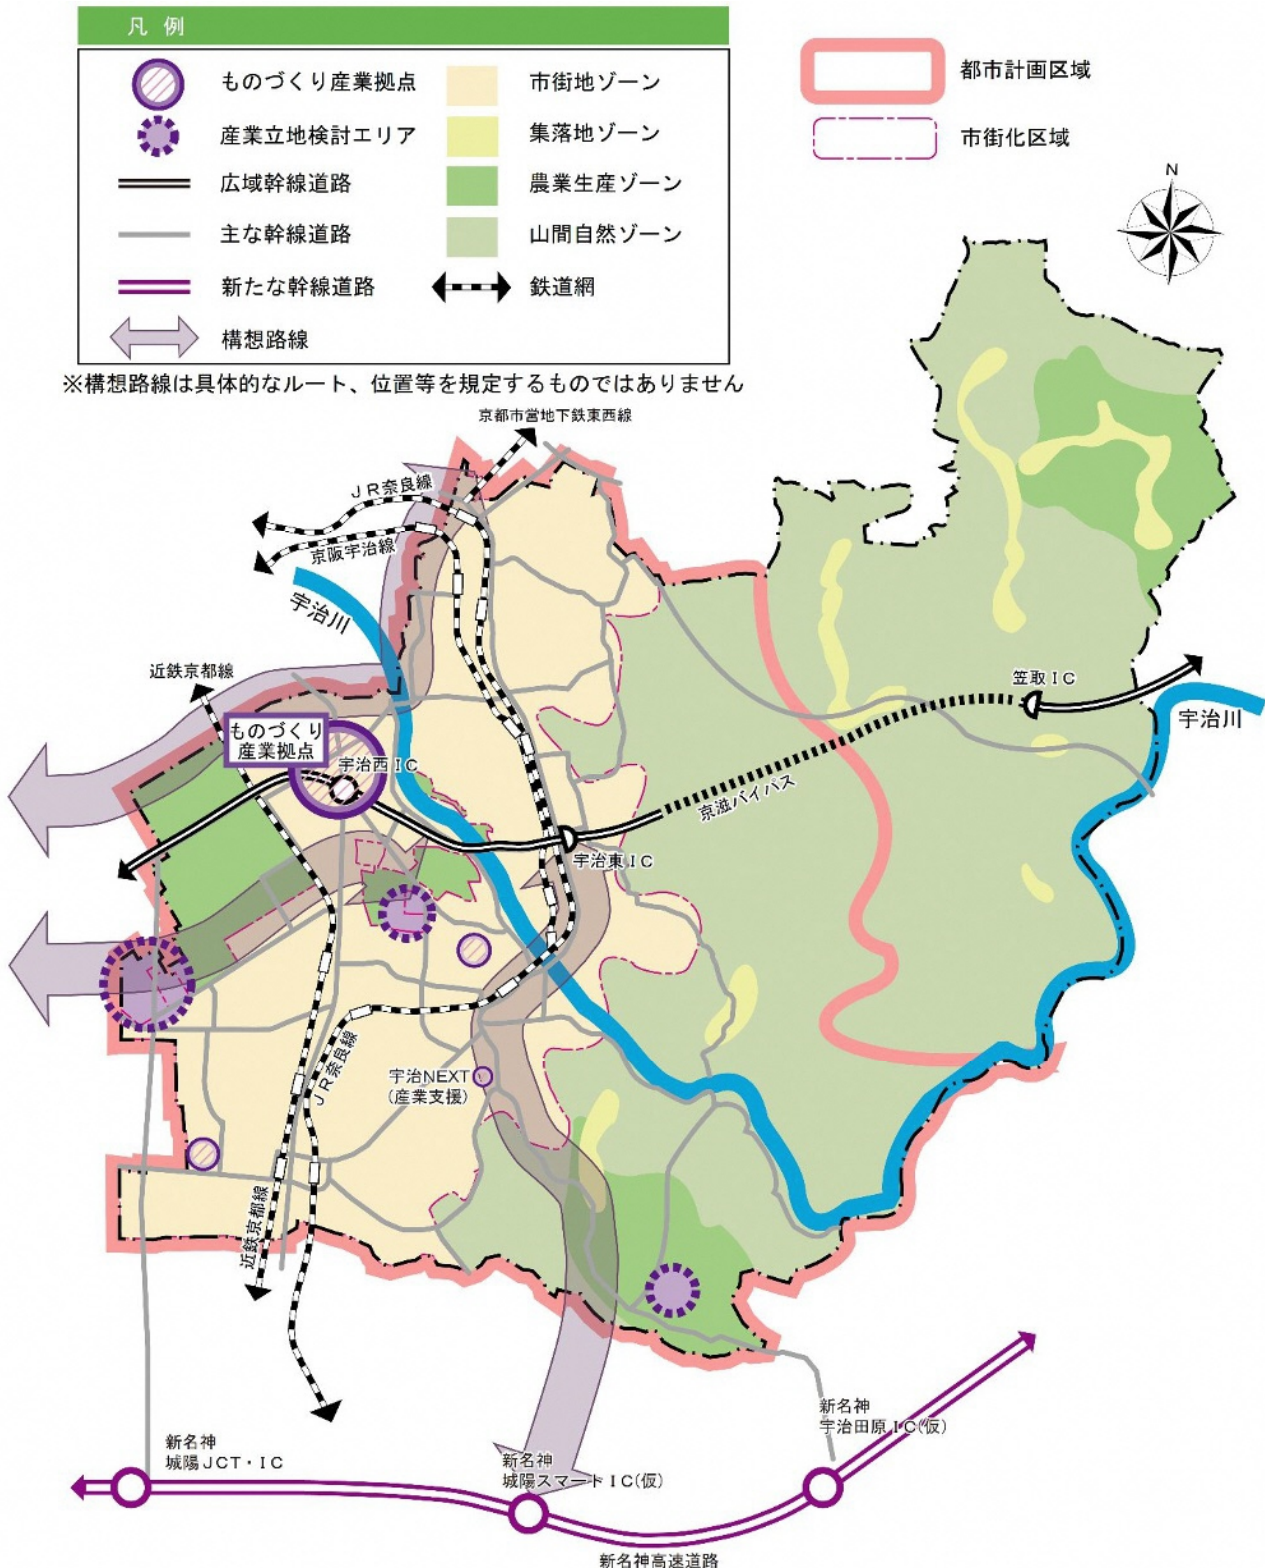 凡 例
ものづくり産業拠点
産業立地検討エリア
広域幹線道路
主な幹線道路
新たな幹線道路
構想路線
市街地ゾーン
集落地ゾーン
農業生産ゾーン
山間自然ゾーン
鉄道網
都市計画区域
市街化区域
※構想路線は具体的なルート、位置等を規定するものではありません
N
京都市営地下鉄東西線
JR奈良線
京阪宇治線
宇治川
近鉄京都線
ものづくり
産業拠点
宇治西IC
笠取IC
宇治川
京滋バイパス
宇治東IC
JR奈良線
宇治NEXT
(産業支援)
近鉄京都線
新名神
城陽JCT・IC
新名神
城陽スマートIC(仮)
新名神
宇治田原IC(仮)
新名神高速道路